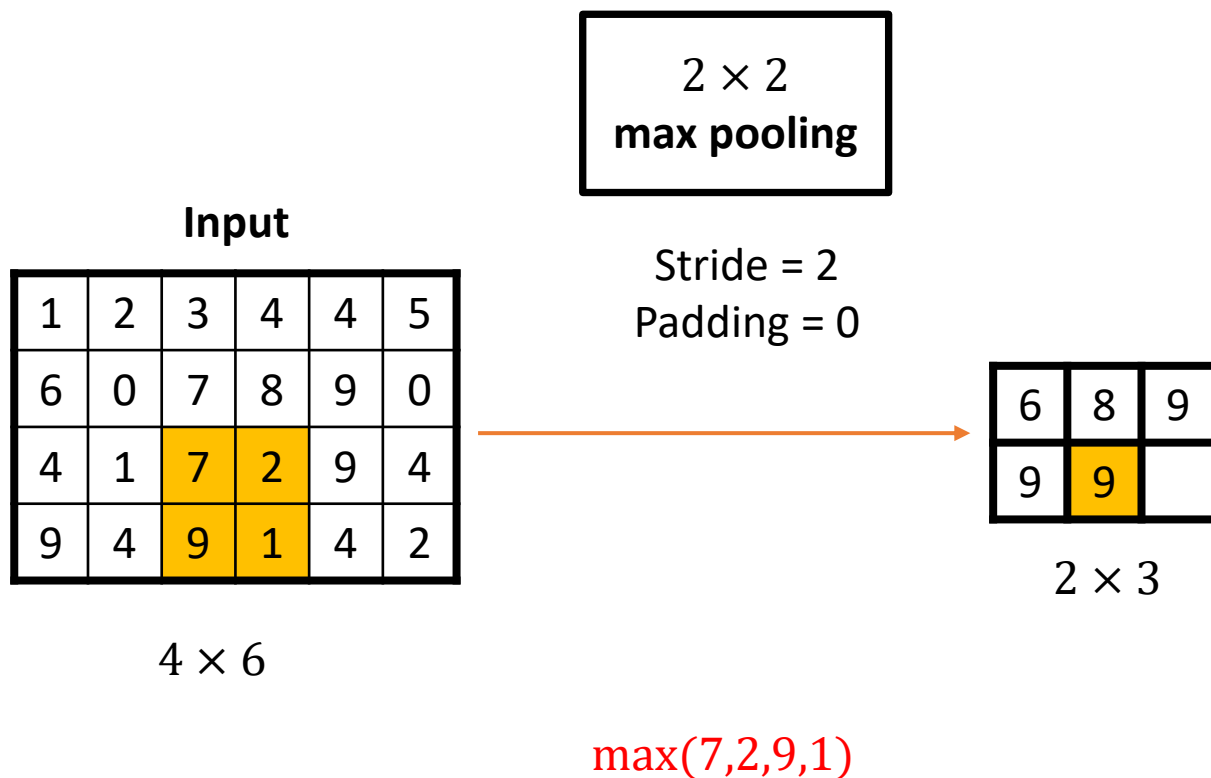 2 × 2
max pooling
Input
Stride = 2
Padding = 0
1 2 3 4 4 5
6 0 7 8 9 0
4 1 7 2 9 4
9 4 9 1 4 2
6 8 9
9 9
2 × 3
4 × 6
max(7,2,9,1)